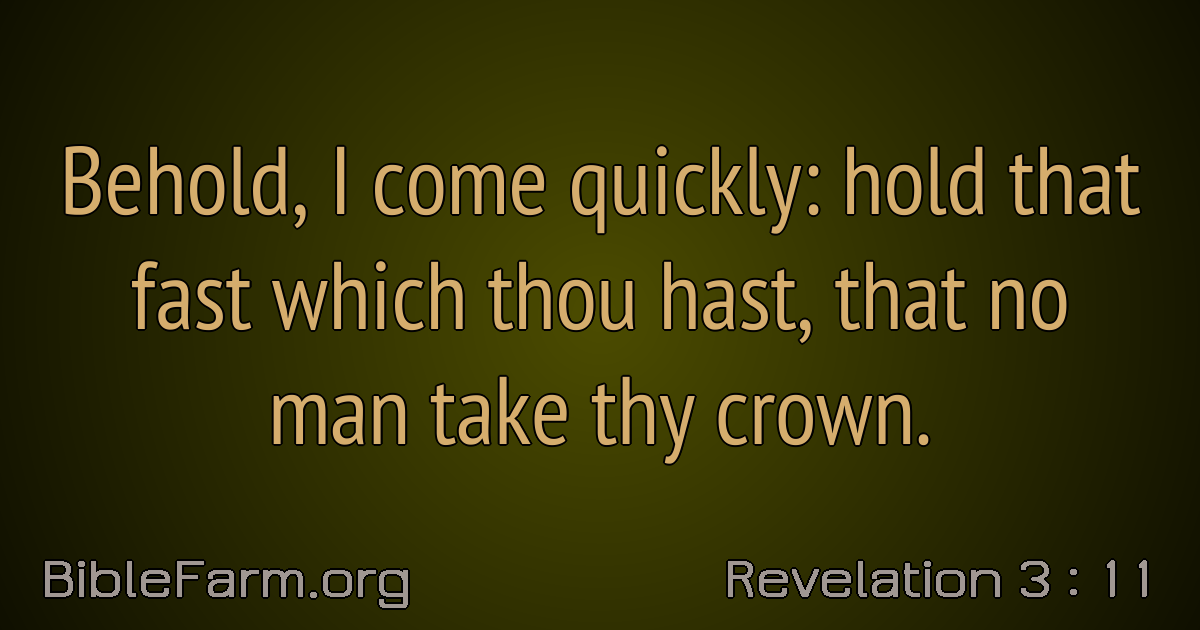 Behold, I come quickly: hold that
fast which thou hast, that no
man take thy crown.
BibleFarm.org
Revelation 3 : 11